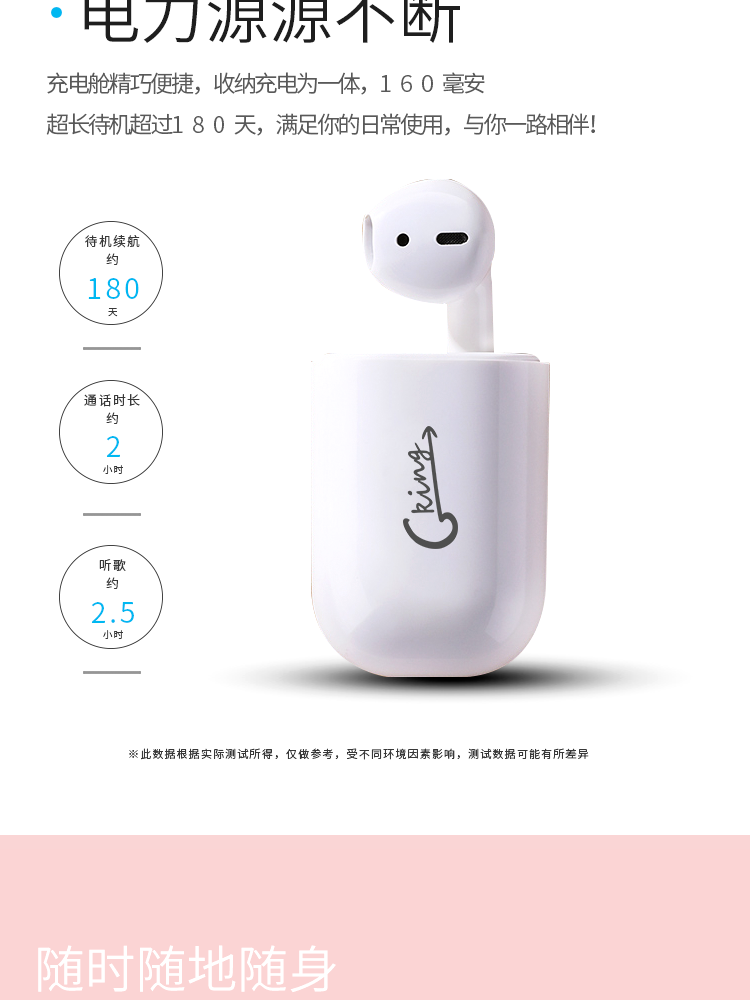 电力源源不断
充电舱精巧便捷，收纳充电为一体，１６０ 毫安
超长待机超过１８０ 天，满足你的日常使用，与你一路相伴！
待机续航
约
180
天
通话时长
约
2
小时
听歌
约
2.5
小时
king
※此数据根据实际测试所得，仅做参考，受不同环境因素影响，测试数据可能有所差异
随时随地随身